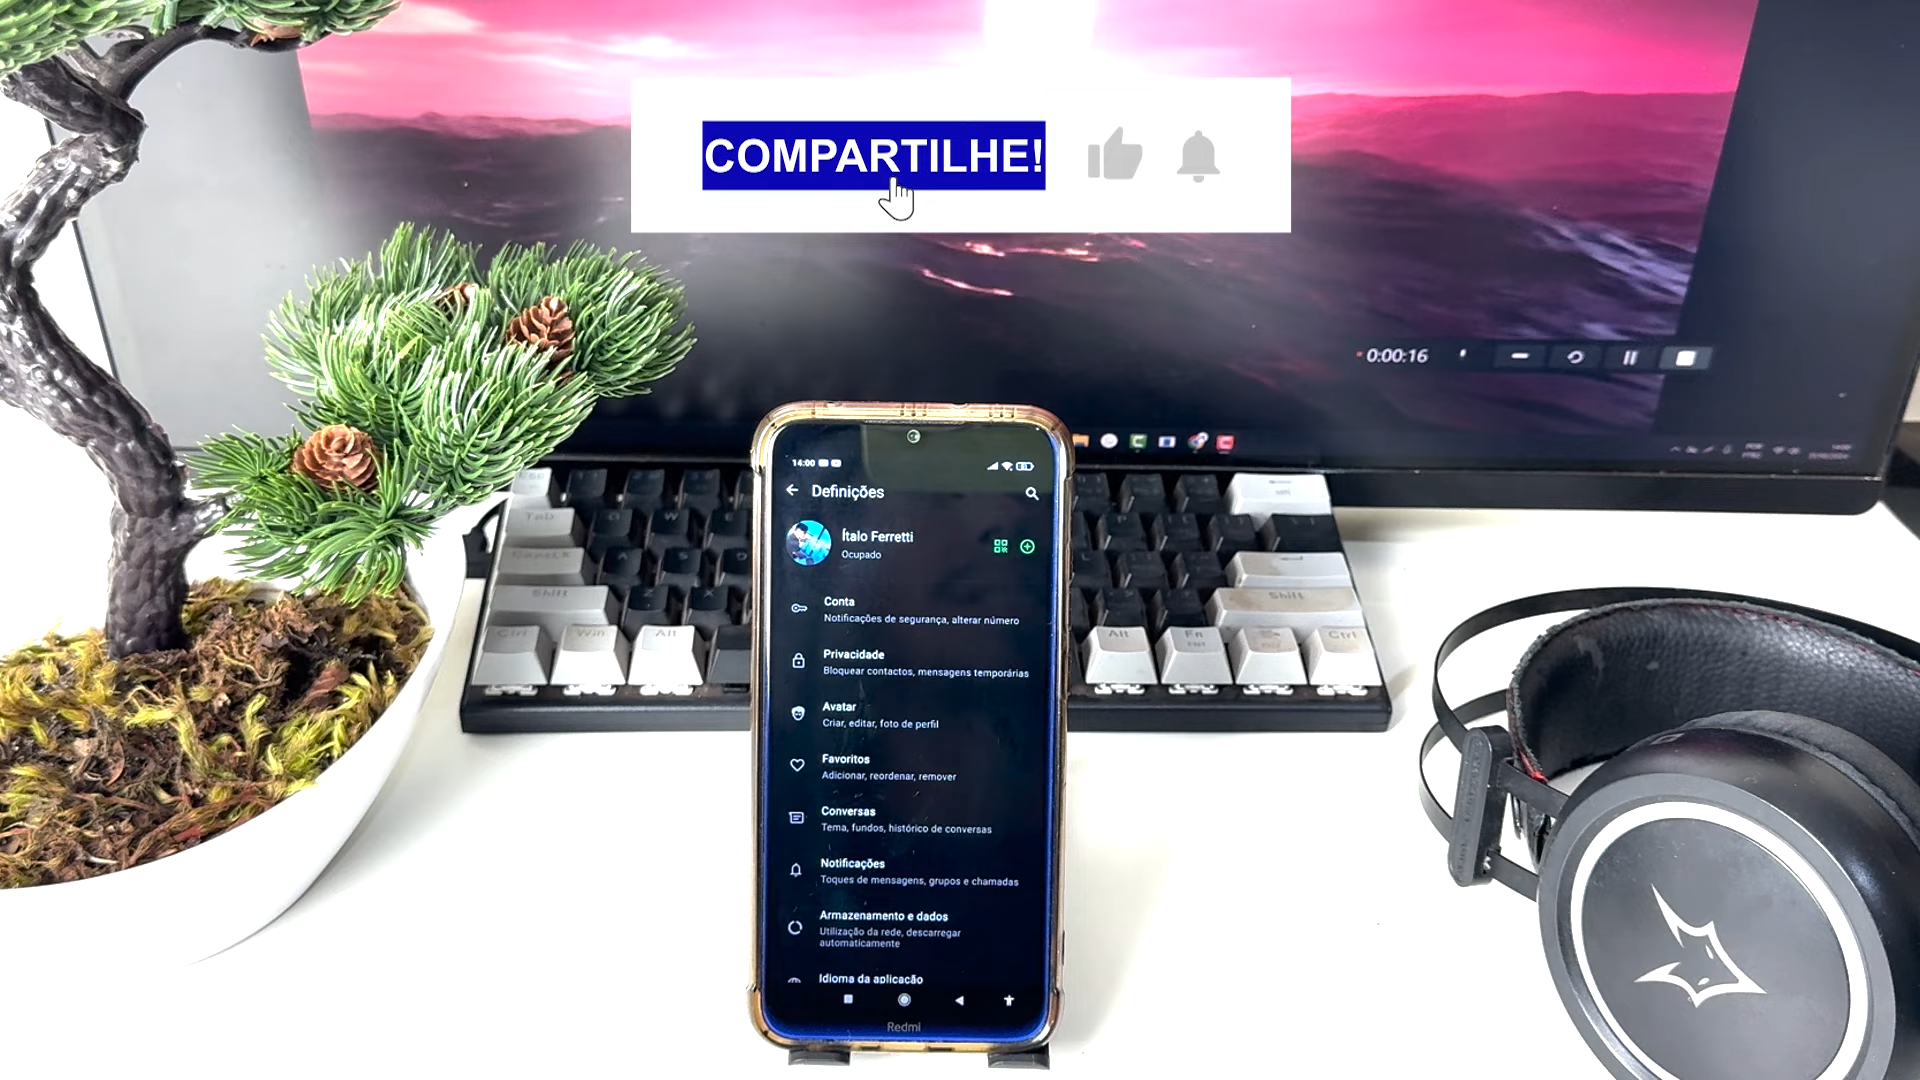 COMPARTILHE!
0:00:16
14:00
Definições
Ítalo Ferretti
Ocupado
Conta
Notificações de segurança, alterar número
Privacidade
Bloquear contactos, mensagens temporárias
Avatar
Criar, editar, foto de perfil
Favoritos
Adicionar, reordenar, remover
Conversas
Tema, fundos, histórico de conversas
Notificações
Toques de mensagens, grupos e chamadas
Armazenamento e dados
Utilização da rede, descarregar
automaticamente
Idioma da aplicação
Redmi
Tab
W
Shift
Shift
Ctrl
Win
Alt
Alt
Fn
Ctrl